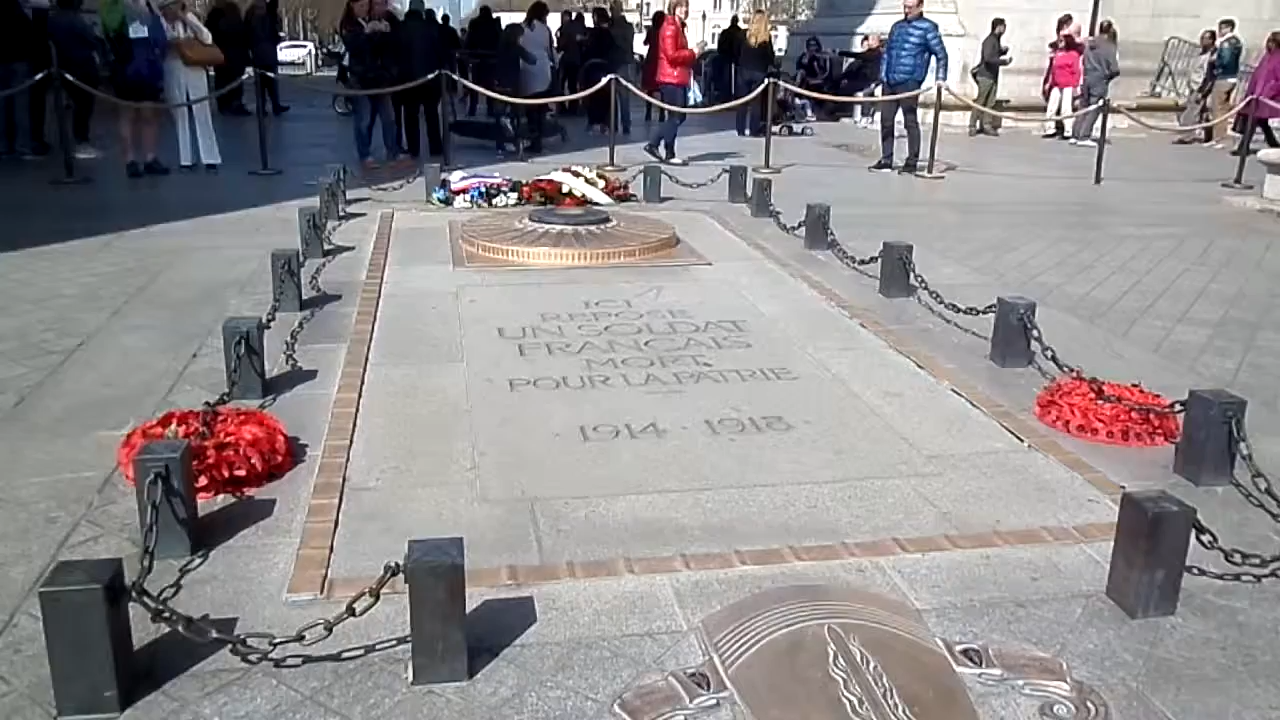 ICI
REPOSE
UN SOLDAT
FRANÇAIS
MORT
POUR LA PATRIE
1914 · 1918